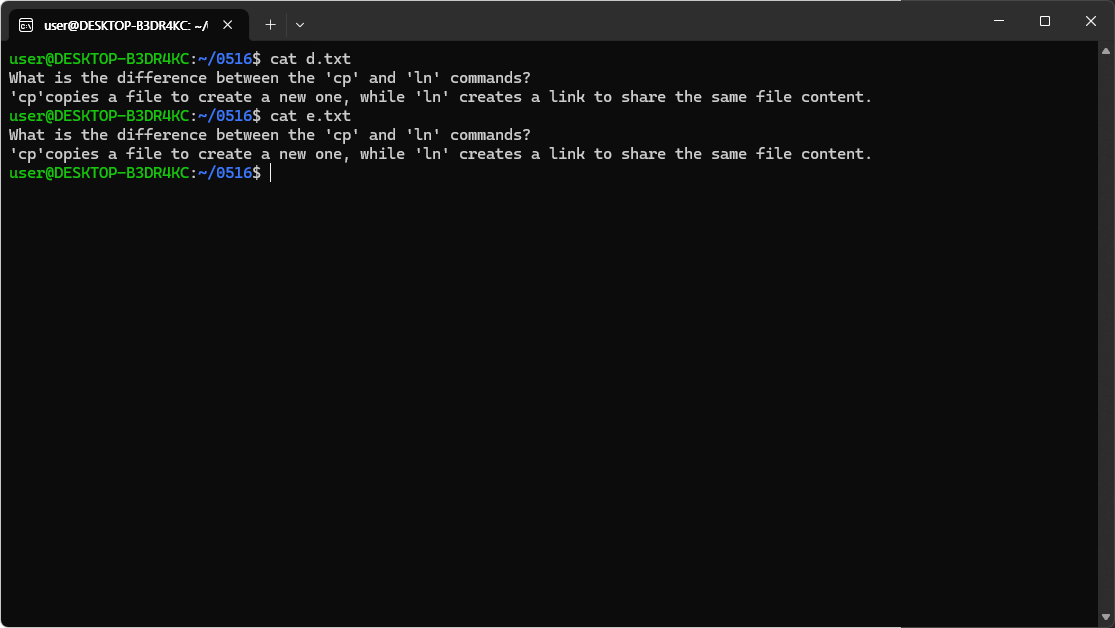 user@DESKTOP-B3DR4KC: ~/
user@DESKTOP-B3DR4KC:~/0516$ cat d.txt
What is the difference between the 'cp' and 'ln' commands?
'cp'copies a file to create a new one, while 'ln' creates a link to share the same file content.
user@DESKTOP-B3DR4KC:~/0516$ cat e.txt
What is the difference between the 'cp' and 'ln' commands?
'cp'copies a file to create a new one, while 'ln' creates a link to share the same file content.
user@DESKTOP-B3DR4KC:~/0516$